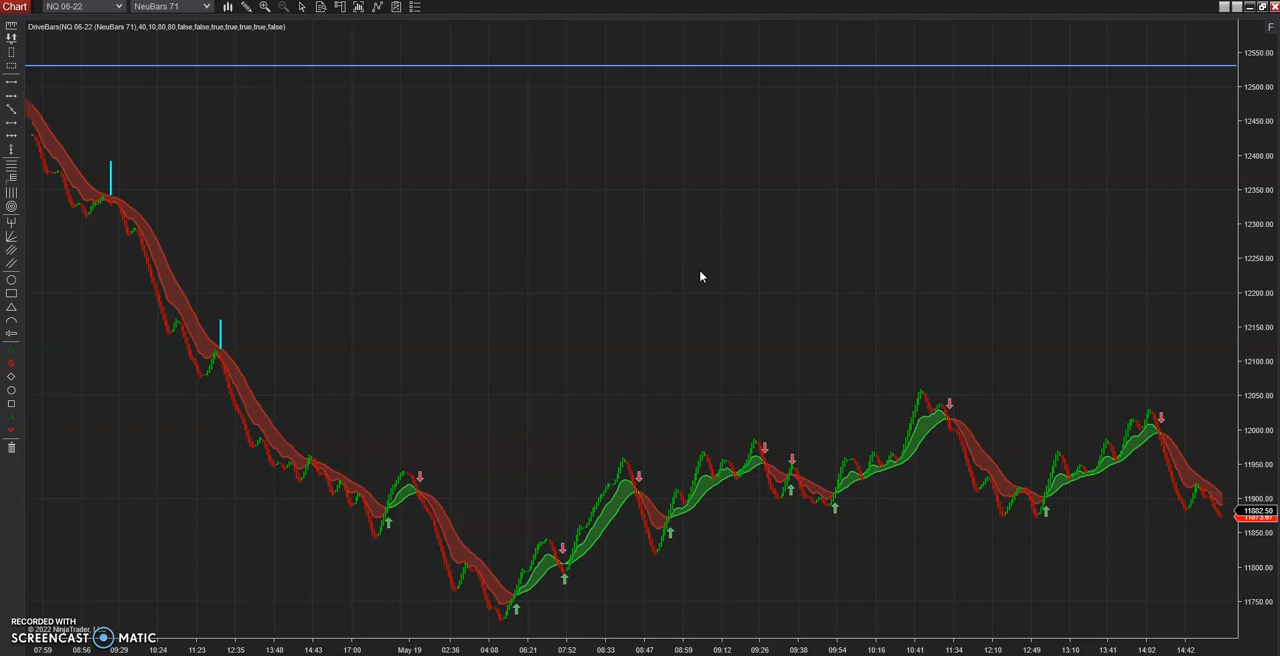 Chart NQ 06-22 NeuBars 71
F
DriveBars(NQ 06-22 (NeuBars 71),40,10,80,80,false,false,true,true,true,true,false)
12550.00
12500.00
12450.00
12400.00
12350.00
12300.00
12250.00
12200.00
12150.00
12100.00
12050.00
12000.00
11950.00
11900.00
11882.50
11850.00
11800.00
11750.00
RECORDED WITH
© 2022 NinjaTrader, LLC
SCREENCAST MATIC
07:59 08:56 09:29 10:24 11:23 12:35 13:48 14:43 17:00 May 19 02:36 04:08 06:21 07:52 08:33 08:47 08:59 09:12 09:26 09:38 09:54 10:16 11:08 11:34 12:10 12:49 13:10 13:41 14:02 14:42